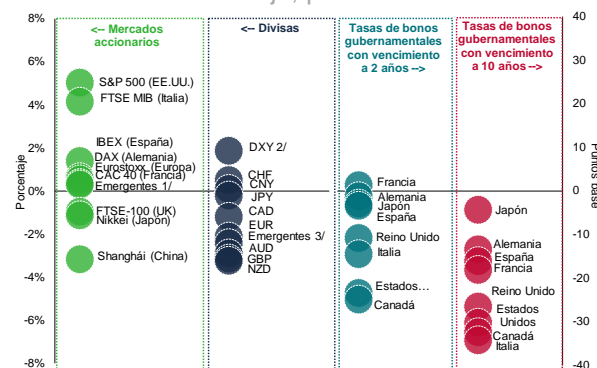 <-- Mercados
accionarios
<-- Divisas
Tasas de bonos
gubernamentales
con vencimiento
a 2 años -->
Tasas de bonos
gubernamentales
con vencimiento
a 10 años -->
Porcentaje
8%
6%
4%
2%
0%
-2%
-4%
-6%
-8%
S&P 500 (EE.UU.)
FTSE MIB (Italia)
IBEX (España)
DAX (Alemania)
Eurostoxx (Europa)
CAC 40 (Francia)
Emergentes 1/
FTSE-100 (UK)
Nikkei (Japón)
Shanghái (China)
DXY 2/
CHF
CNY
JPY
CAD
EUR
Emergentes 3/
AUD
GBP
NZD
Francia
Alemania
Japón
España
Reino Unido
Italia
Estados...
Canadá
Japón
Alemania
España
Francia
Reino Unido
Estados
Unidos
Canadá
Italia
40
30
20
10
0
-10
-20
-30
-40
Puntos base